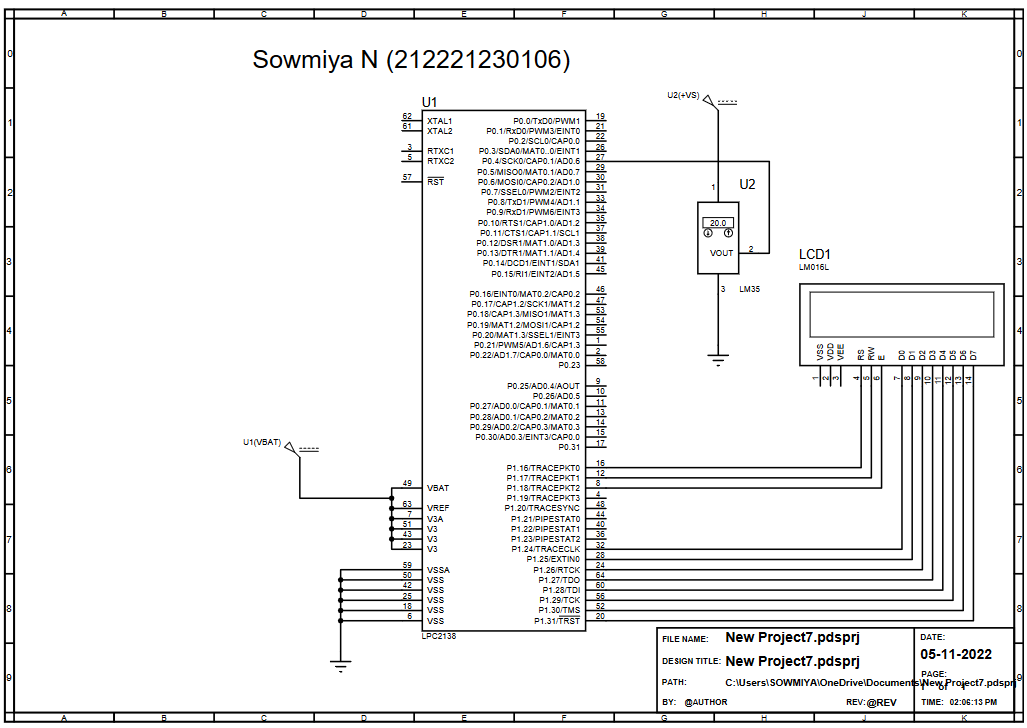 A B C D E F G H J K
Sowmiya N (212221230106)
U1
62 XTAL1
61 XTAL2
3 RTXC1
5 RTXC2
57 RST
P0.0/TxD0/PWM1 19
P0.1/RxD0/PWM3/EINT0 21
P0.2/SCL0/CAP0.0 22
P0.3/SDA0/MAT0..0/EINT1 26
P0.4/SCK0/CAP0.1/AD0.6 27
P0.5/MISO0/MAT0.1/AD0.7 29
P0.6/MOSI0/CAP0.2/AD1.0 30
P0.7/SSEL0/PWM2/EINT2 31
P0.8/TxD1/PWM4/AD1.1 33
P0.9/RxD1/PWM6/EINT3 34
P0.10/RTS1/CAP1.0/AD1.2 35
P0.11/CTS1/CAP1.1/SCL1 37
P0.12/DSR1/MAT1.0/AD1.3 38
P0.13/DTR1/MAT1.1/AD1.4 39
P0.14/DCD1/EINT1/SDA1 41
P0.15/RI1/EINT2/AD1.5 45
P0.16/EINT0/MAT0.2/CAP0.2 46
P0.17/CAP1.2/SCK1/MAT1.2 47
P0.18/CAP1.3/MISO1/MAT1.3 53
P0.19/MAT1.2/MOSI1/CAP1.2 54
P0.20/MAT1.3/SSEL1/EINT3 55
P0.21/PWM5/AD1.6/CAP1.3 1
P0.22/AD1.7/CAP0.0/MAT0.0 2
P0.23 58
P0.25/AD0.4/AOUT 9
P0.26/AD0.5 10
P0.27/AD0.0/CAP0.1/MAT0.1 11
P0.28/AD0.1/CAP0.2/MAT0.2 13
P0.29/AD0.2/CAP0.3/MAT0.3 14
P0.30/AD0.3/EINT3/CAP0.0 15
P0.31 17
P1.16/TRACEPKT0 16
P1.17/TRACEPKT1 12
P1.18/TRACEPKT2 8
P1.19/TRACEPKT3 4
P1.20/TRACESYNC 48
P1.21/PIPESTAT0 44
P1.22/PIPESTAT1 40
P1.23/PIPESTAT2 36
P1.24/TRACECLK 32
P1.25/EXTIN0 28
P1.26/RTCK 24
P1.27/TDO 64
P1.28/TDI 60
P1.29/TCK 56
P1.30/TMS 52
P1.31/TRST 20
U1(VBAT)
49 VBAT
63 VREF
7 V3A
51 V3
43 V3
23 V3
59 VSSA
50 VSS
42 VSS
25 VSS
18 VSS
6 VSS
LPC2138
U2(+VS)
1
U2
20.0
VOUT 2
3 LM35
LCD1
LM016L
VSS VDD VEE RS RW E D0 D1 D2 D3 D4 D5 D6 D7
1 2 3 4 5 6 7 8 9 10 11 12 13 14
0 1 2 3 4 5 6 7 8 9
0 1 2 3 4 5 6 7 8 9
FILE NAME: New Project7.pdsprj
DESIGN TITLE: New Project7.pdsprj
PATH: C:\Users\SOWMIYA\OneDrive\Documents\New Project7.pdsprj
BY: @AUTHOR REV:@REV
DATE:
05-11-2022
PAGE:
1 of 1
TIME: 02:06:13 PM
A B C D E F G H J K